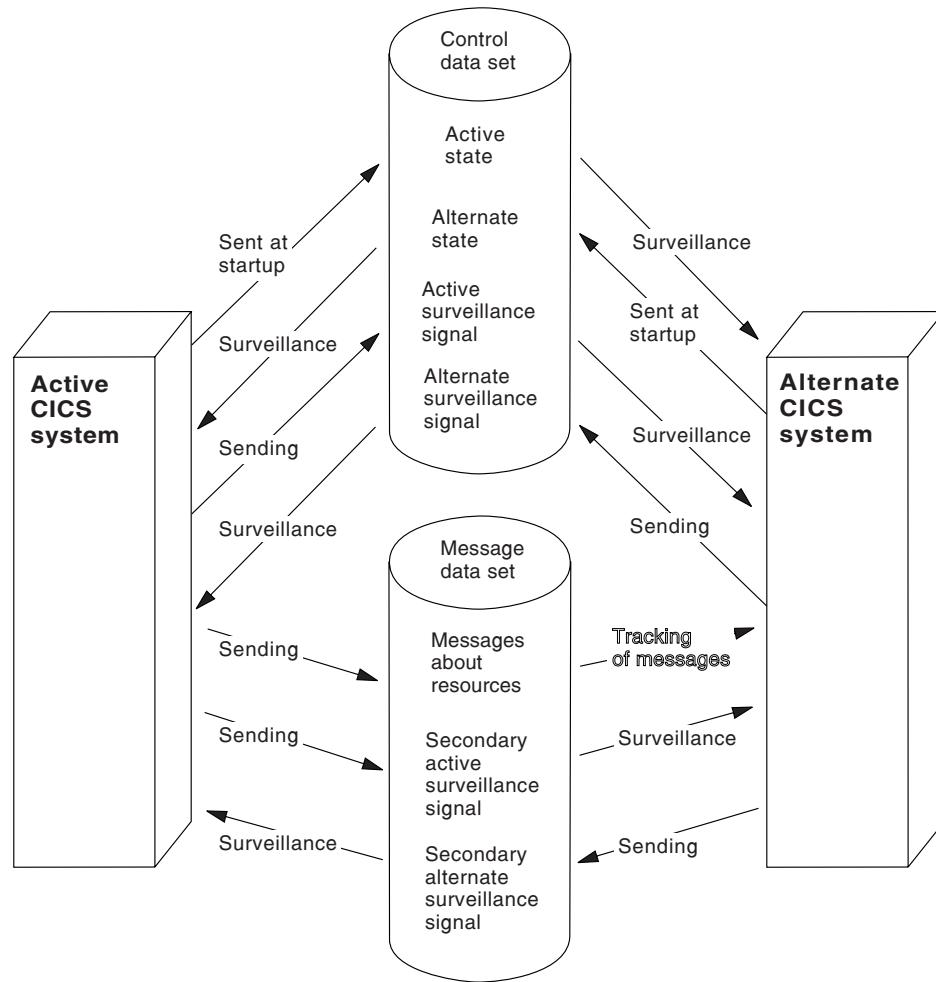 Control
data set
Active
state
Alternate
state
Active
surveillance
signal
Alternate
surveillance
signal
Sent at
startup
Surveillance
Sending
Surveillance
Surveillance
Sent at
startup
Surveillance
Sending
Active
CICS
system
Alternate
CICS
system
Message
data set
Messages
about
resources
Secondary
active
surveillance
signal
Secondary
alternate
surveillance
signal
Sending
Sending
Surveillance
Tracking
of messages
Surveillance
Sending